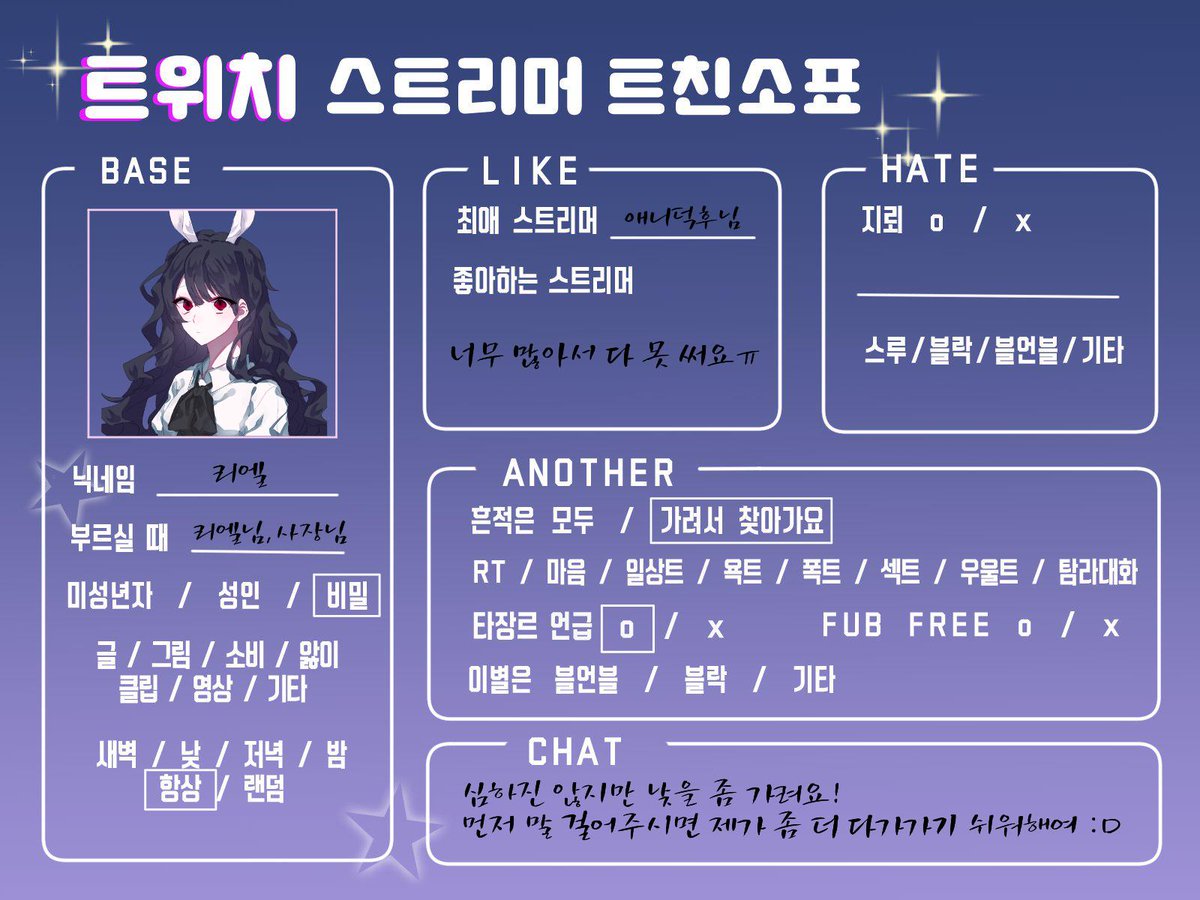 트위치 스트리머 트친소표
BASE
닉네임 리엘
부르실 때 리엘님, 사장님
미성년자 / 성인 / 비밀
글 / 그림 / 소비 / 앓이
클립 / 영상 / 기타
새벽 / 낮 / 저녁 / 밤
항상 / 랜덤
LIKE
최애 스트리머 애니덕후님
좋아하는 스트리머
너무 많아서 다 못 써요ㅠ
HATE
지뢰 o / x
스루 / 블락 / 블언블 / 기타
ANOTHER
흔적은 모두 / 가려서 찾아가요
RT / 마음 / 일상트 / 욕트 / 폭트 / 섹트 / 우울트 / 탐라대화
타장르 언급 o / x FUB FREE o / x
이별은 블언블 / 블락 / 기타
CHAT
심하진 않지만 낯을 좀 가려요!
먼저 말 걸어주시면 제가 좀 더 다가가기 쉬워해여 :D